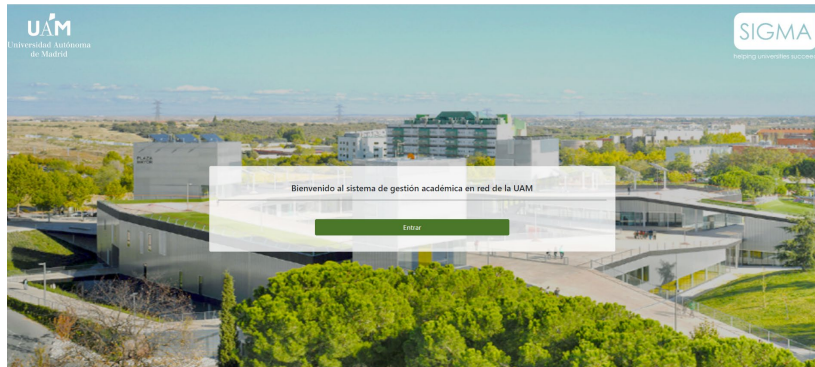 UAM
Universidad Autónoma
de Madrid
SIGMA
helping universities succeed
Bienvenido al sistema de gestión académica en red de la UAM
Entrar